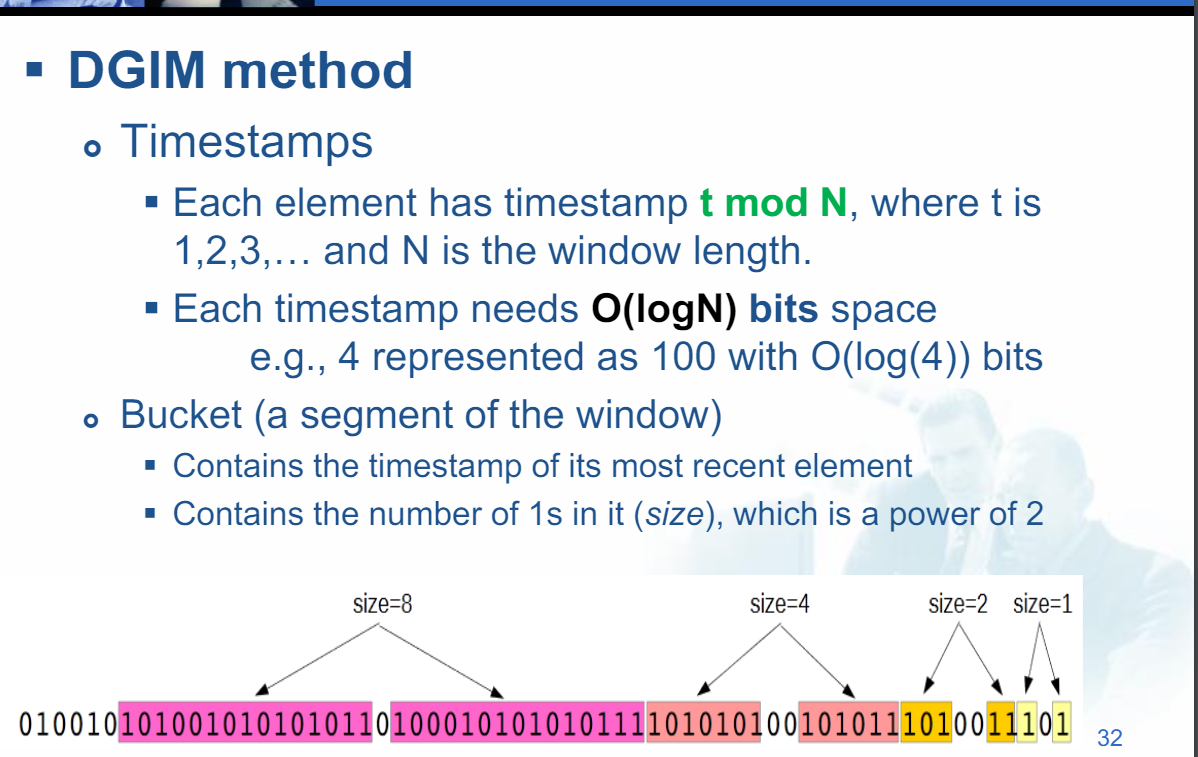 ▪ DGIM method
∘ Timestamps
▪ Each element has timestamp t mod N, where t is
1,2,3,… and N is the window length.
▪ Each timestamp needs O(logN) bits space
e.g., 4 represented as 100 with O(log(4)) bits
∘ Bucket (a segment of the window)
▪ Contains the timestamp of its most recent element
▪ Contains the number of 1s in it (size), which is a power of 2
size=8 size=4 size=2 size=1
010010101001010101011010001010101011110101010010101110100111​01
32